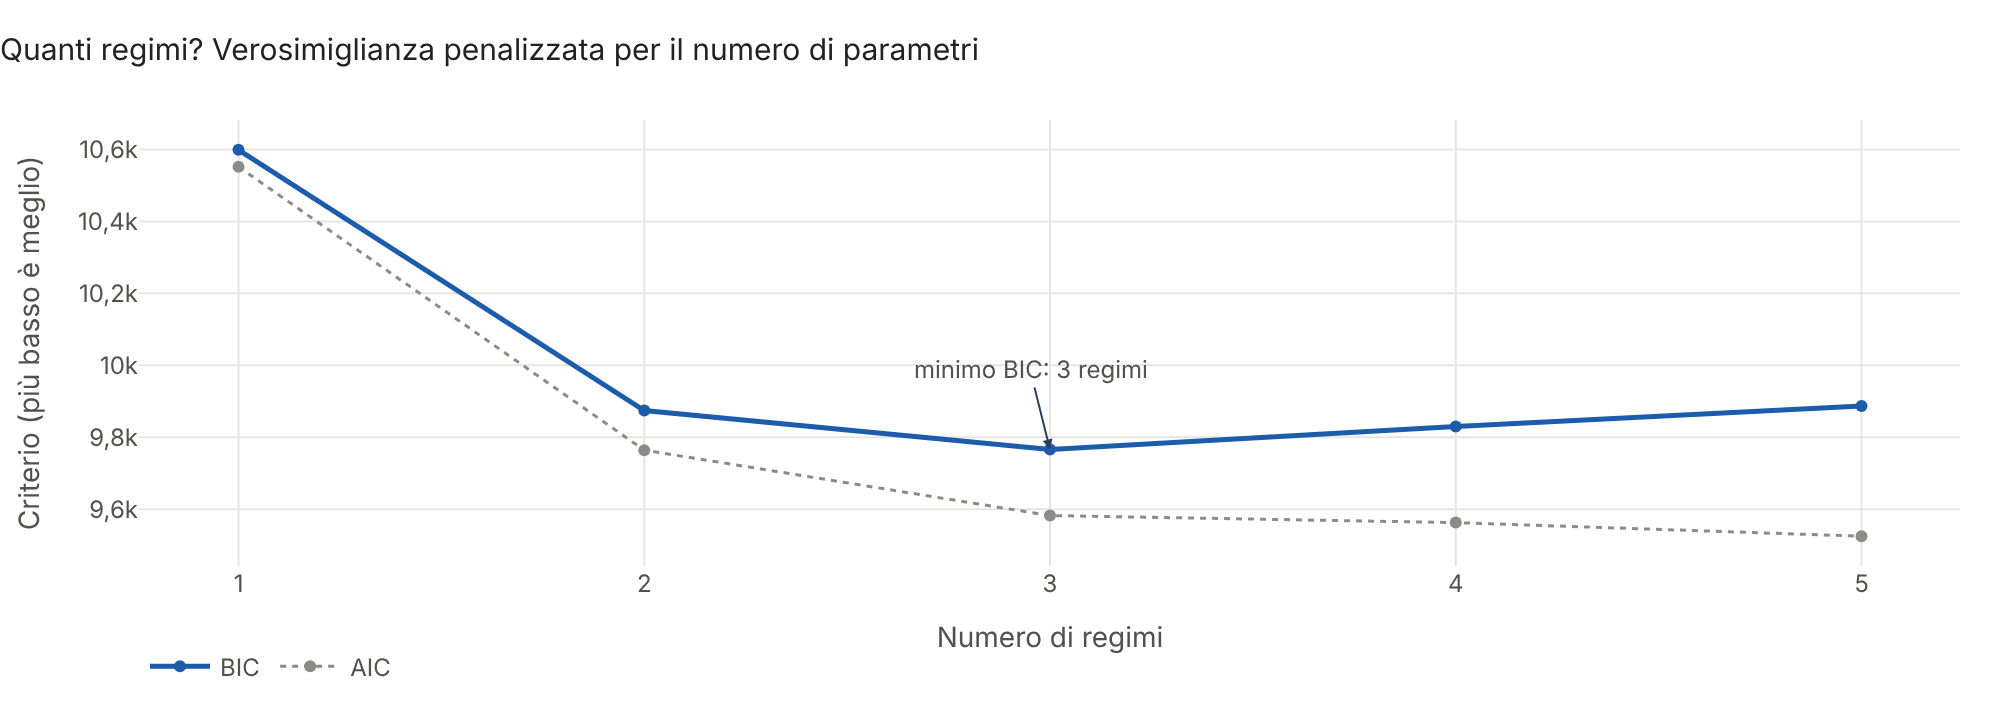 Quanti regimi? Verosimiglianza penalizzata per il numero di parametri
Criterio (più basso è meglio)
10,6k
10,4k
10,2k
10k
9,8k
9,6k
minimo BIC: 3 regimi
1 2 3 4 5
Numero di regimi
BIC AIC